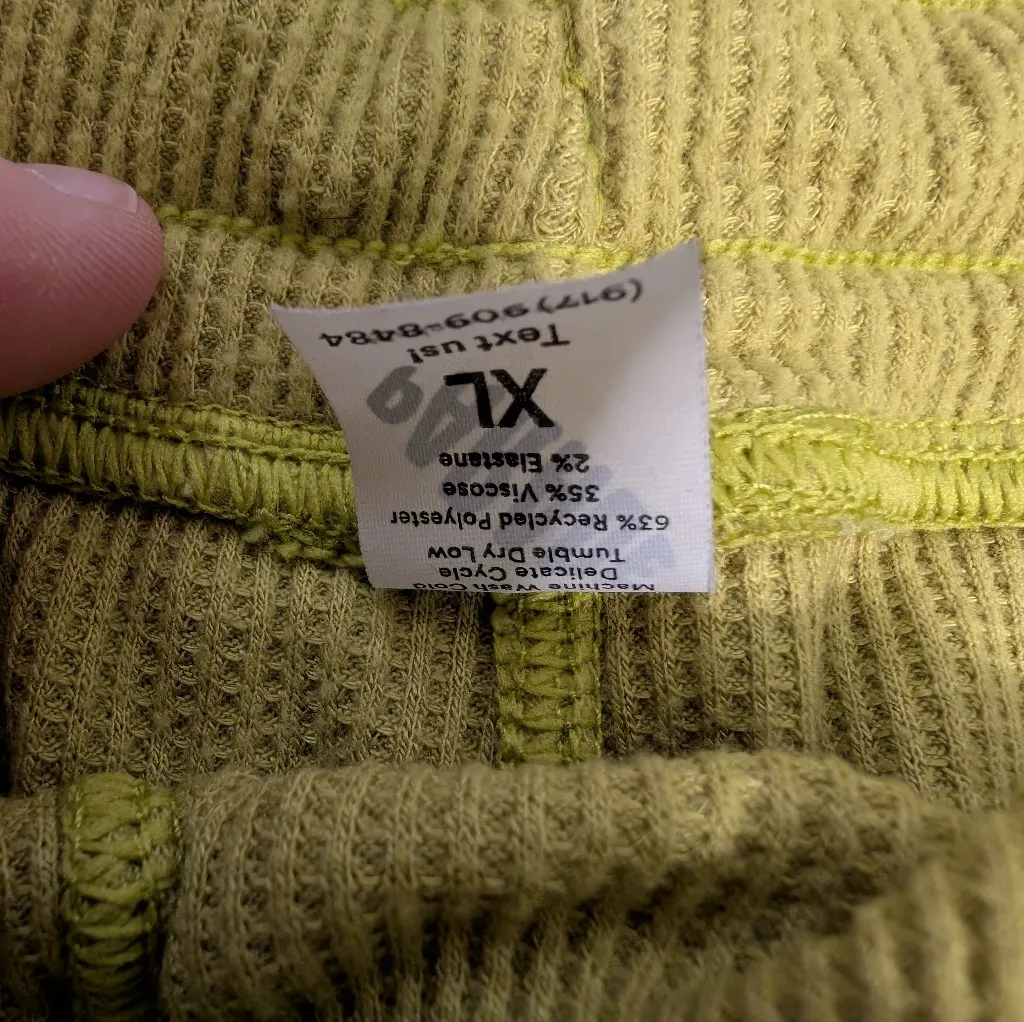 Machine Wash Cold
Delicate Cycle
Tumble Dry Low
63% Recycled Polyester
35% Viscose
2% Elastane
XL
Text us!
(917)909-8484